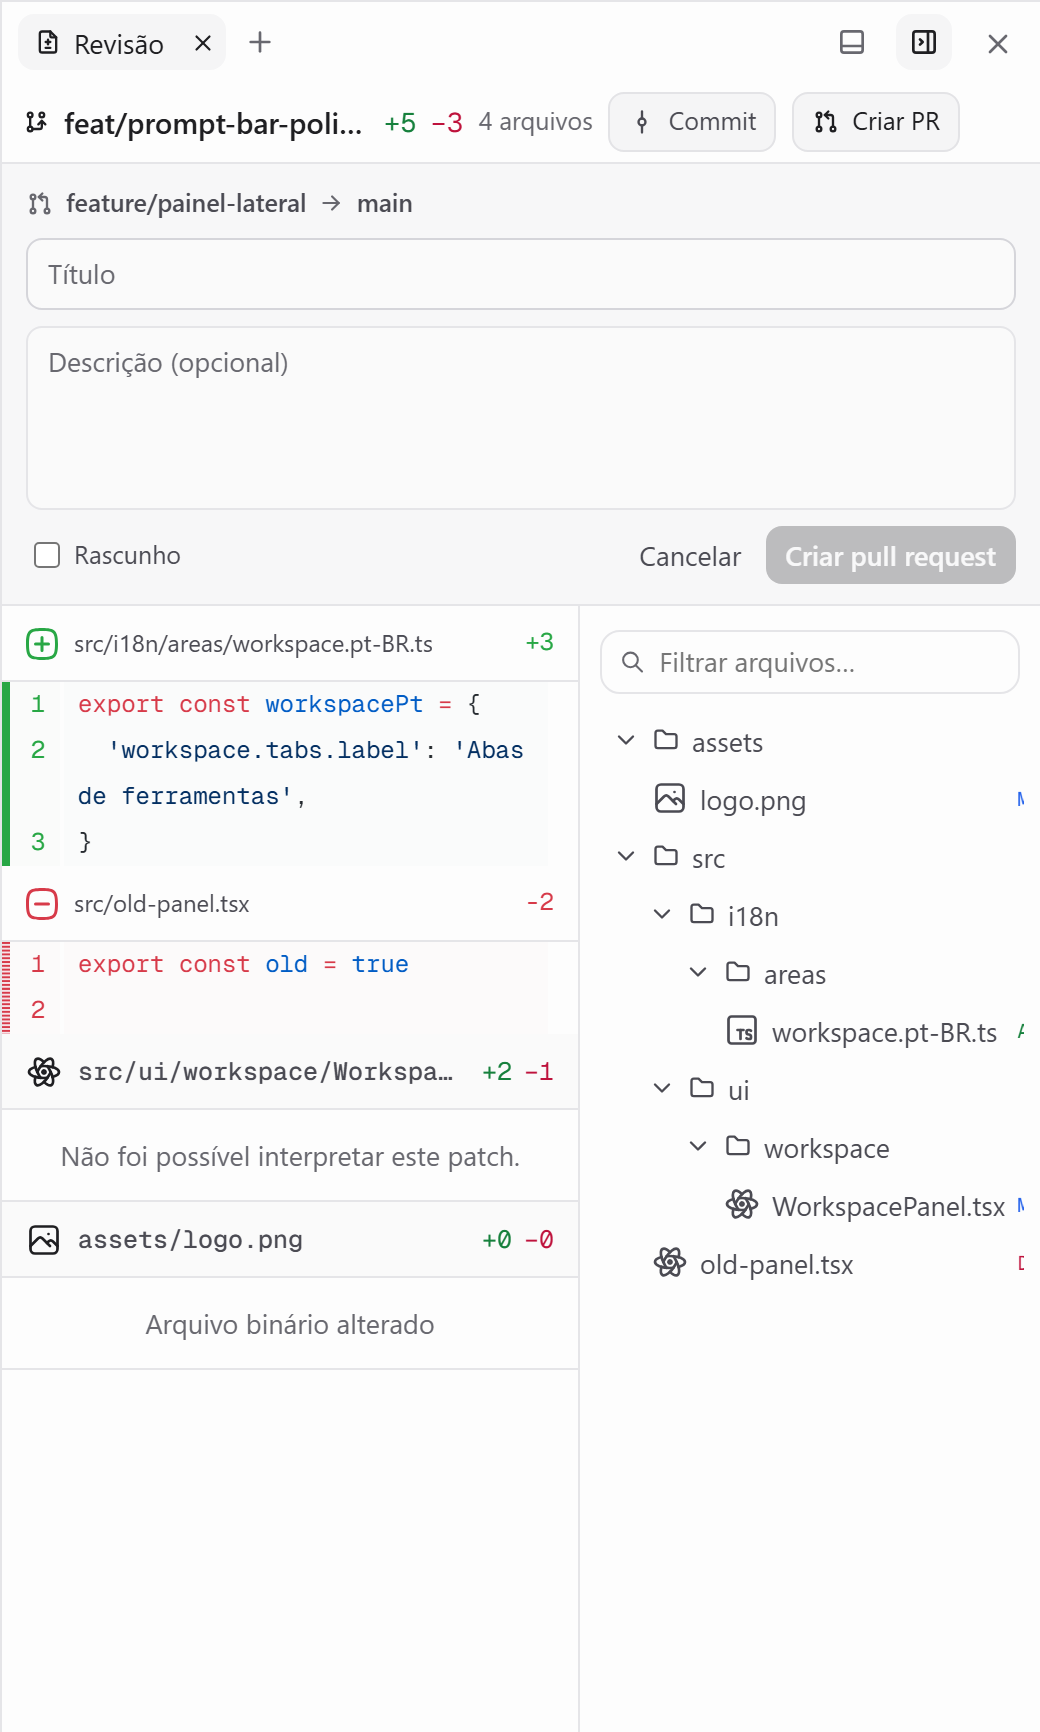 Revisão
feat/prompt-bar-poli... +5 −3 4 arquivos Commit Criar PR
feature/painel-lateral → main
Título
Descrição (opcional)
Rascunho Cancelar Criar pull request
src/i18n/areas/workspace.pt-BR.ts +3
1 export const workspacePt = {
2 'workspace.tabs.label': 'Abas
de ferramentas',
3 }
src/old-panel.tsx -2
1 export const old = true
2
src/ui/workspace/Workspa… +2 −1
Não foi possível interpretar este patch.
assets/logo.png +0 −0
Arquivo binário alterado
Filtrar arquivos...
assets
logo.png
src
i18n
areas
TS workspace.pt-BR.ts
ui
workspace
WorkspacePanel.tsx
old-panel.tsx